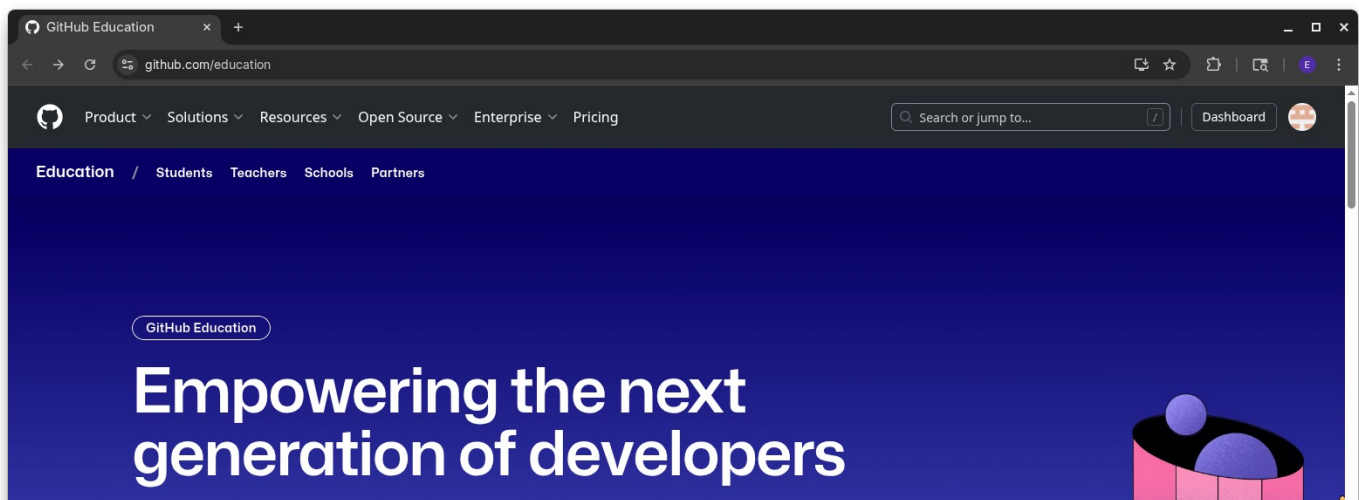 GitHub Education
github.com/education
E
Product Solutions Resources Open Source Enterprise Pricing
Search or jump to...
/
Dashboard
Education / Students Teachers Schools Partners
GitHub Education
Empowering the next
generation of developers